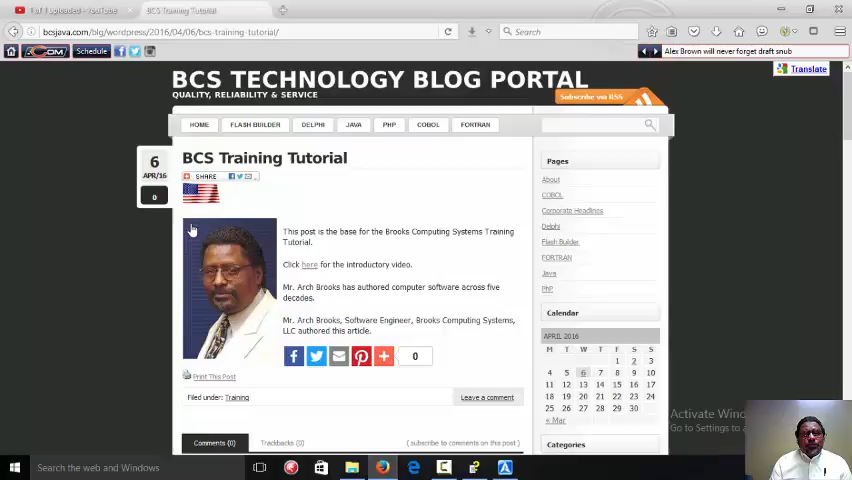 1 of 1 Uploaded - YouTube
BCS Training Tutorial
bcsjava.com/blg/wordpress/2016/04/06/bcs-training-tutorial/
Search
Schedule
Alex Brown will never forget draft snub
Translate
BCS TECHNOLOGY BLOG PORTAL
QUALITY, RELIABILITY & SERVICE
Subscribe via RSS
HOME FLASH BUILDER DELPHI JAVA PHP COBOL FORTRAN
6
APR/16
0
BCS Training Tutorial
SHARE
This post is the base for the Brooks Computing Systems Training
Tutorial.
Click here for the introductory video.
Mr. Arch Brooks has authored computer software across five
decades.
Mr. Arch Brooks, Software Engineer, Brooks Computing Systems,
LLC authored this article.
0
Print This Post
Filed under: Training
Leave a comment
Comments (0)
Trackbacks (0)
( subscribe to comments on this post )
Pages
About
COBOL
Corporate Headlines
Delphi
Flash Builder
FORTRAN
Java
PHP
Calendar
APRIL 2016
M T W T F S S
1 2 3
4 5 6 7 8 9 10
11 12 13 14 15 16 17
18 19 20 21 22 23 24
25 26 27 28 29 30
« Mar
Categories
Activate
Go to Settings to
Search the web and Windows